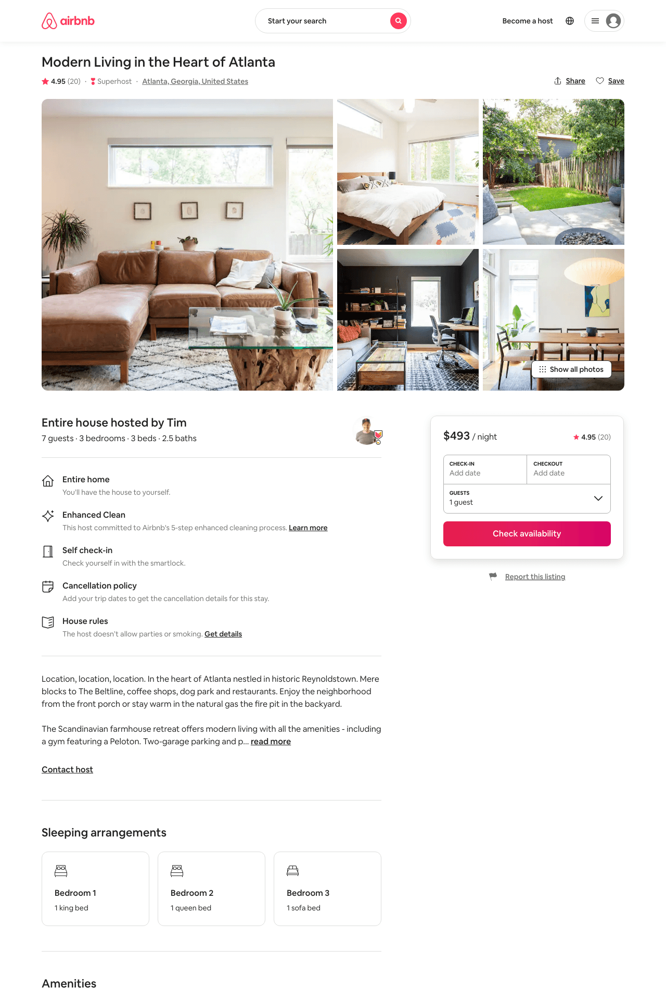 airbnb
Start your search
Become a host
Modern Living in the Heart of Atlanta
4.95 (20) · Superhost · Atlanta, Georgia, United States
Share
Save
Show all photos
Entire house hosted by Tim
7 guests · 3 bedrooms · 3 beds · 2.5 baths
Entire home
You'll have the house to yourself.
Enhanced Clean
This host committed to Airbnb's 5-step enhanced cleaning process. Learn more
Self check-in
Check yourself in with the smartlock.
Cancellation policy
Add your trip dates to get the cancellation details for this stay.
House rules
The host doesn't allow parties or smoking. Get details
$493 / night
4.95 (20)
CHECK-IN
Add date
CHECKOUT
Add date
GUESTS
1 guest
Check availability
Report this listing
Location, location, location. In the heart of Atlanta nestled in historic Reynoldstown. Mere
blocks to The Beltline, coffee shops, dog park and restaurants. Enjoy the neighborhood
from the front porch or stay warm in the natural gas the fire pit in the backyard.
The Scandinavian farmhouse retreat offers modern living with all the amenities - including
a gym featuring a Peloton. Two-garage parking and p... read more
Contact host
Sleeping arrangements
Bedroom 1
1 king bed
Bedroom 2
1 queen bed
Bedroom 3
1 sofa bed
Amenities